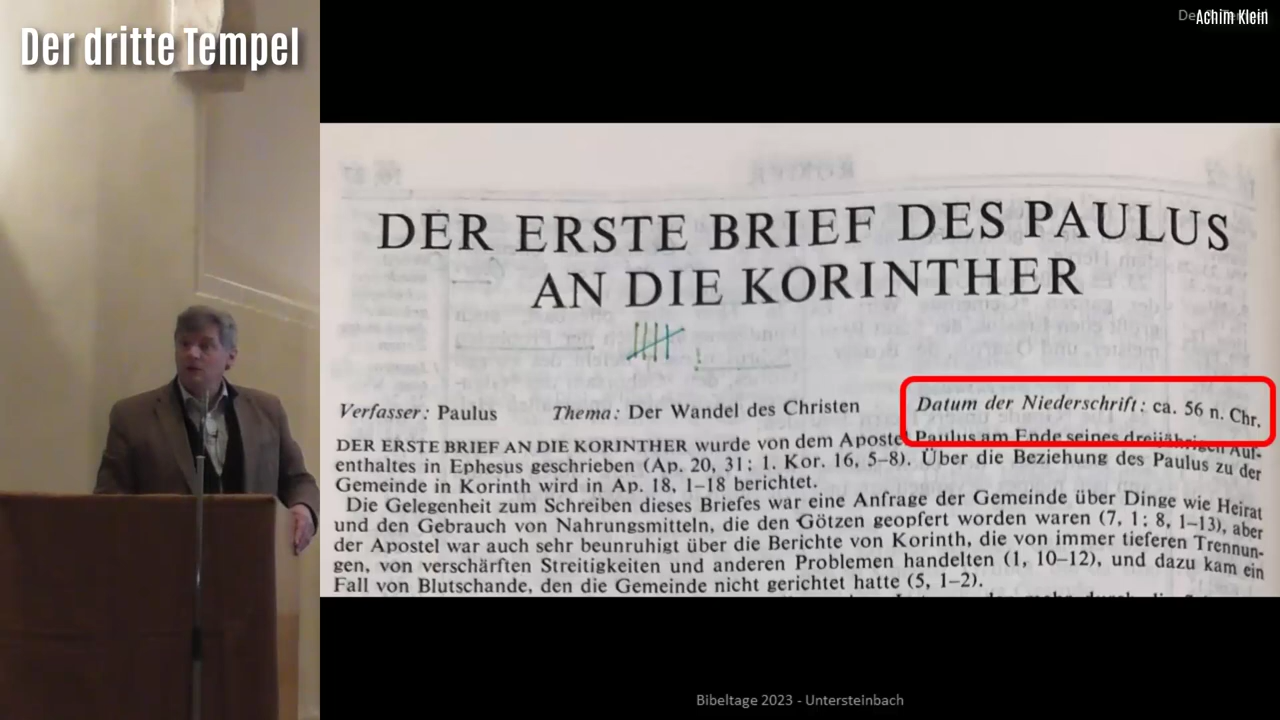 Der dritte Tempel
Achim Klein
DER ERSTE BRIEF DES PAULUS
AN DIE KORINTHER
Verfasser: Paulus Thema: Der Wandel des Christen Datum der Niederschrift: ca. 56 n. Chr.
DER ERSTE BRIEF AN DIE KORINTHER wurde von dem Apostel Paulus am Ende seines dreijährigen Auf-
enthaltes in Ephesus geschrieben (Ap. 20, 31; 1. Kor. 16, 5–8). Über die Beziehung des Paulus zu der
Gemeinde in Korinth wird in Ap. 18, 1–18 berichtet.
Die Gelegenheit zum Schreiben dieses Briefes war eine Anfrage der Gemeinde über Dinge wie Heirat
und den Gebrauch von Nahrungsmitteln, die den Götzen geopfert worden waren (7, 1; 8, 1–13), aber
der Apostel war auch sehr beunruhigt über die Berichte von Korinth, die von immer tieferen Trennun-
gen, von verschärften Streitigkeiten und anderen Problemen handelten (1, 10–12), und dazu kam ein
Fall von Blutschande, den die Gemeinde nicht gerichtet hatte (5, 1–2).
Bibeltage 2023 - Untersteinbach